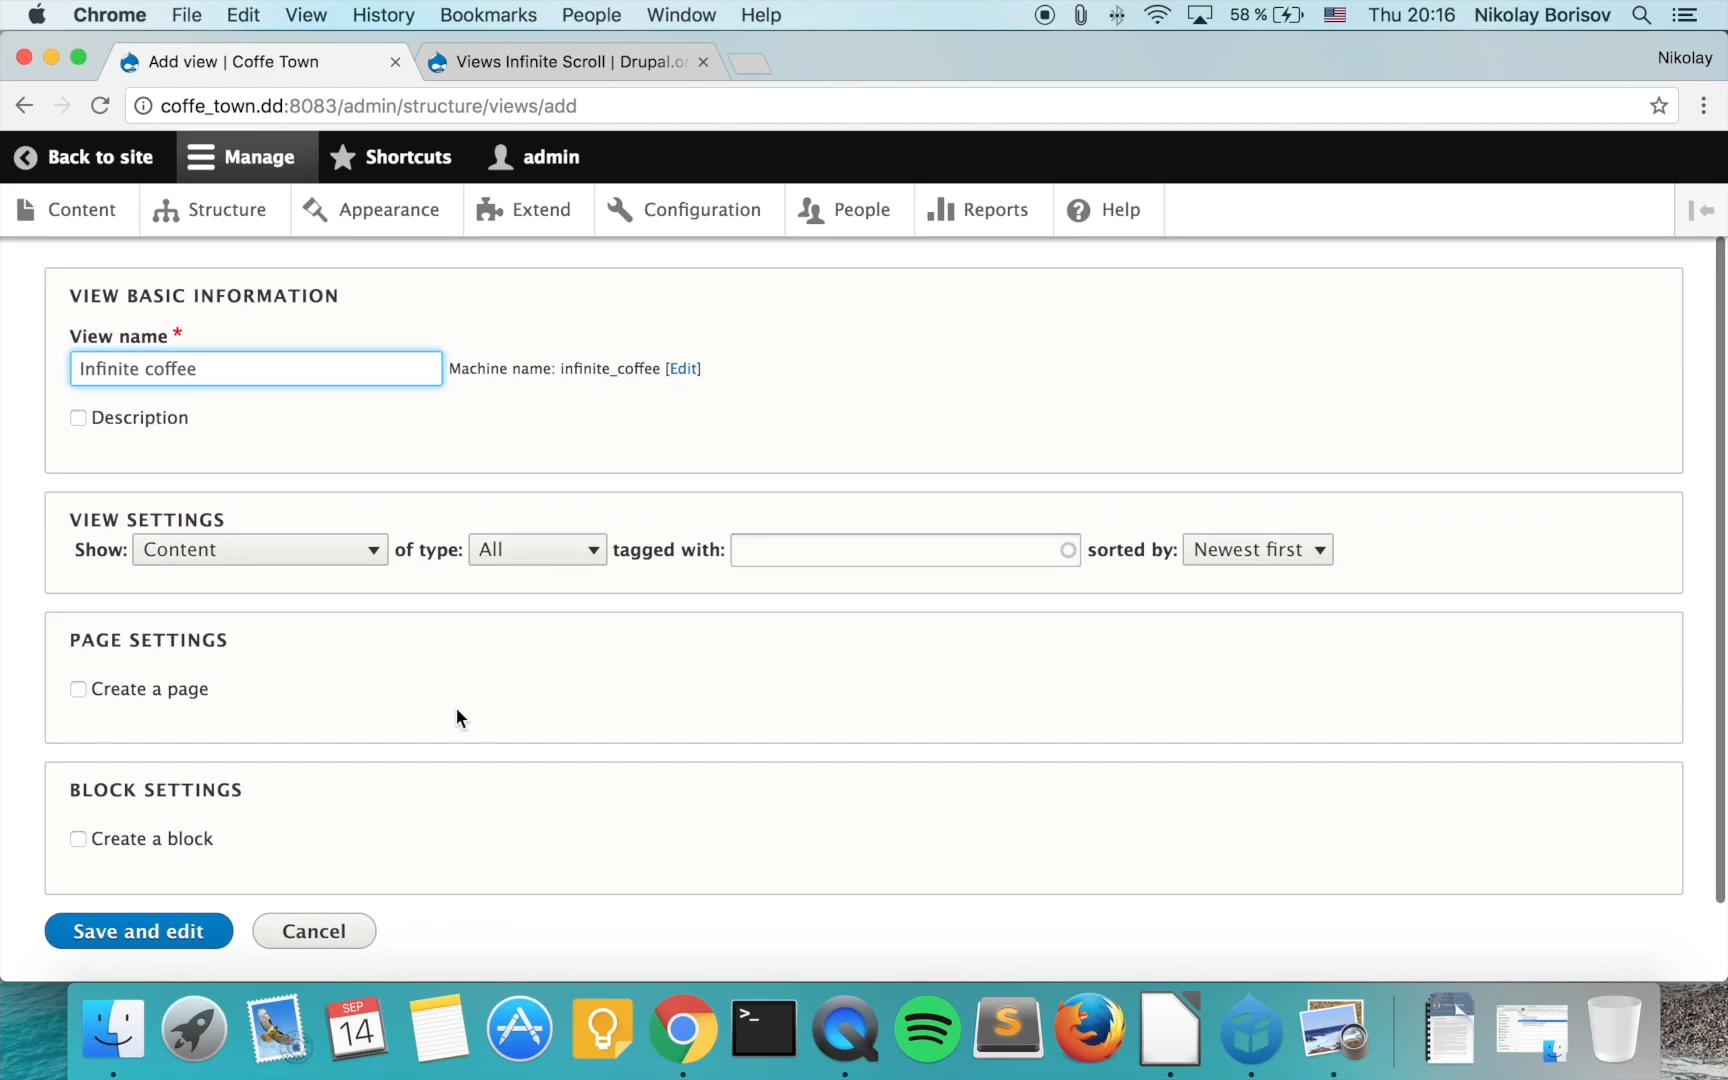 Chrome File Edit View History Bookmarks People Window Help 58 % Thu 20:16 Nikolay Borisov
Add view | Coffe Town Views Infinite Scroll | Drupal.or Nikolay
coffe_town.dd:8083/admin/structure/views/add
Back to site Manage Shortcuts admin
Content Structure Appearance Extend Configuration People Reports Help
VIEW BASIC INFORMATION
View name *
Infinite coffee Machine name: infinite_coffee [Edit]
Description
VIEW SETTINGS
Show: Content of type: All tagged with: sorted by: Newest first
PAGE SETTINGS
Create a page
BLOCK SETTINGS
Create a block
Save and edit Cancel
SEP
14